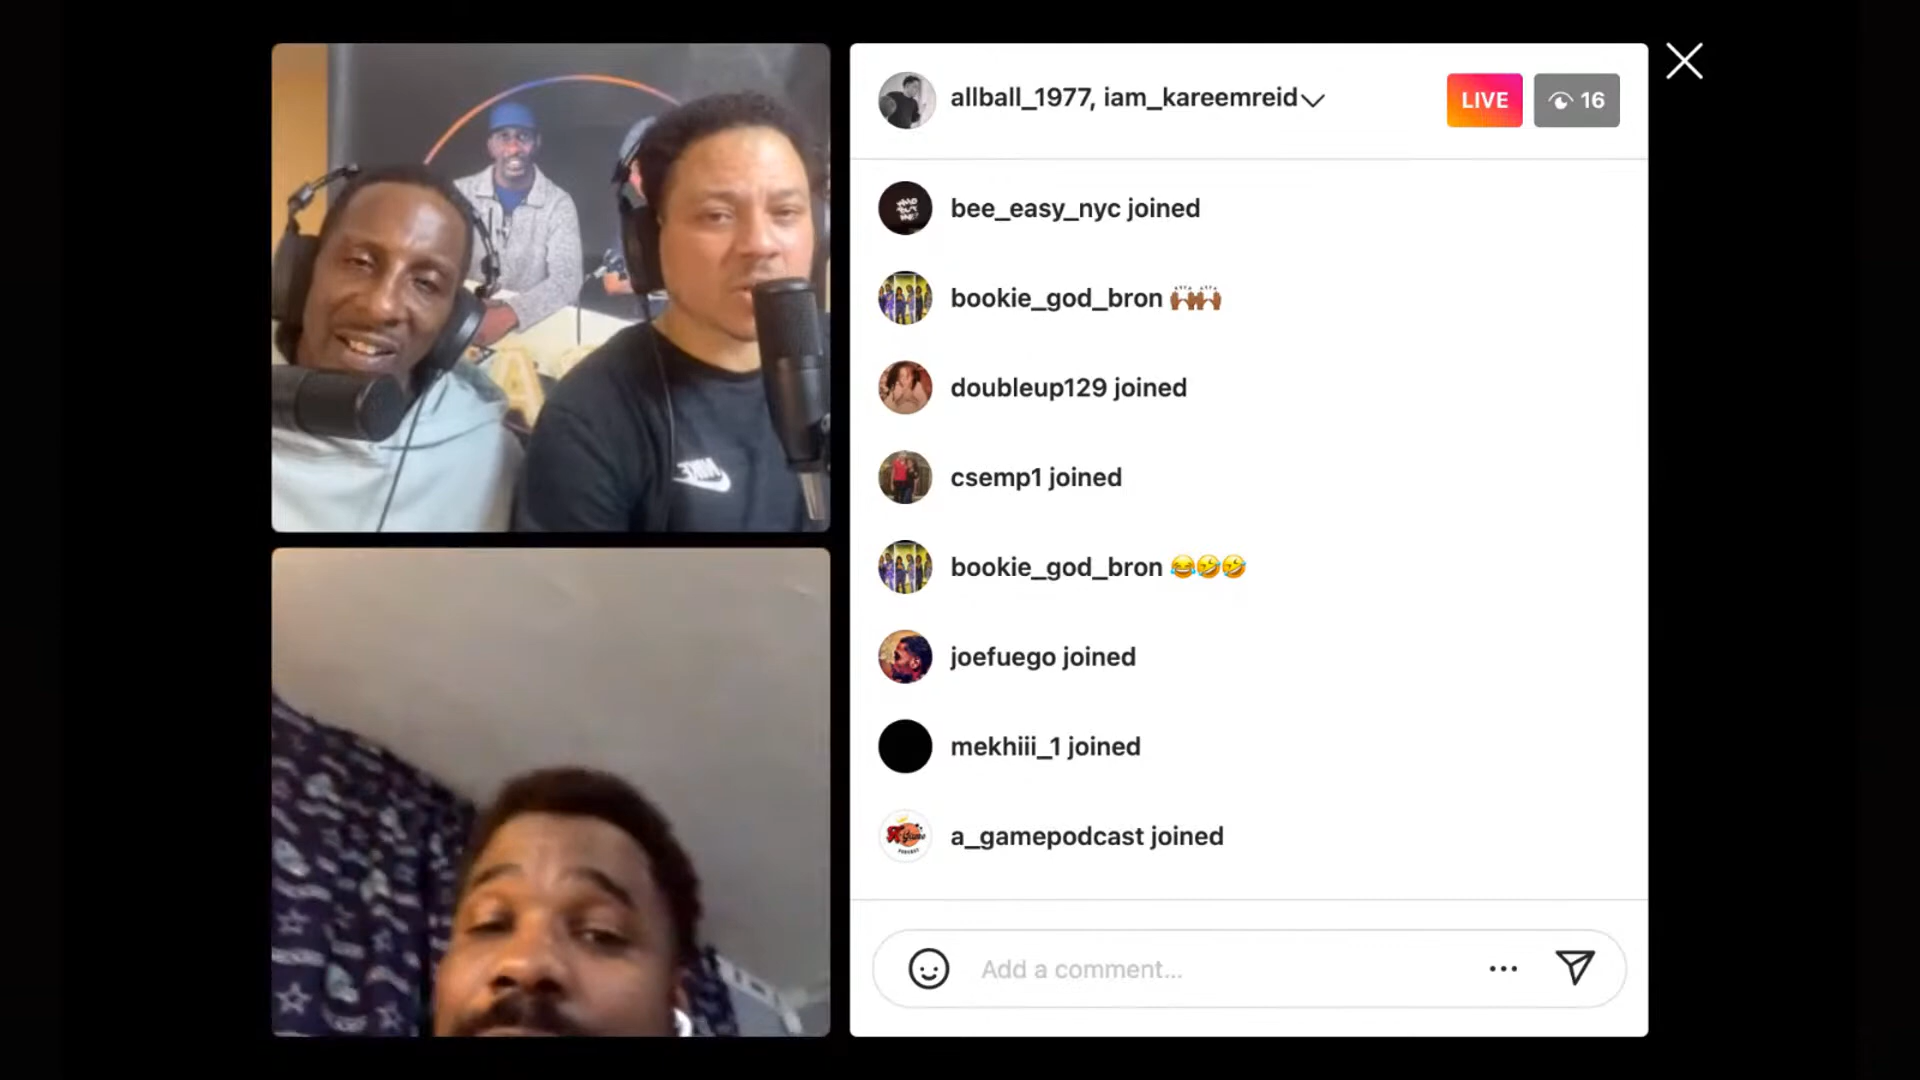 allball_1977, iam_kareemreid
LIVE
16
bee_easy_nyc joined
bookie_god_bron 🙌🏾🙌🏾
doubleup129 joined
csemp1 joined
bookie_god_bron 😂🤣🤣
joefuego joined
mekhiii_1 joined
a_gamepodcast joined
Add a comment...
NIKE